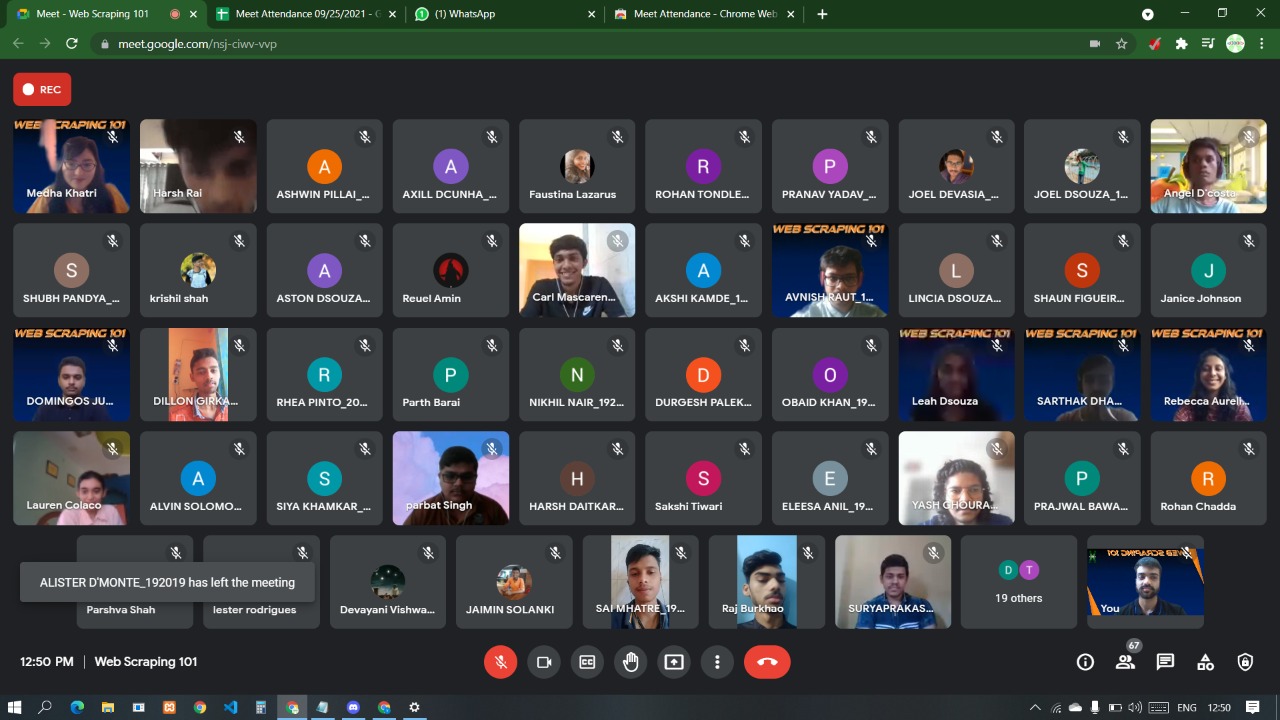 Meet - Web Scraping 101
Meet Attendance 09/25/2021 - G
(1) WhatsApp
Meet Attendance - Chrome Web
meet.google.com/nsj-ciwv-vvp
REC
WEB SCRAPING 101
Medha Khatri
Harsh Rai
A
ASHWIN PILLAI_...
A
AXILL DCUNHA_...
Faustina Lazarus
R
ROHAN TONDLE...
P
PRANAV YADAV_...
JOEL DEVASIA_...
JOEL DSOUZA_1...
Angel D'costa
S
SHUBH PANDYA_...
krishil shah
A
ASTON DSOUZA...
Reuel Amin
Carl Mascaren...
A
AKSHI KAMDE_1...
WEB SCRAPING 101
AVNISH RAUT_1...
L
LINCIA DSOUZA...
S
SHAUN FIGUEIR...
J
Janice Johnson
WEB SCRAPING 101
DOMINGOS JU...
DILLON GIRKA...
R
RHEA PINTO_20...
P
Parth Barai
N
NIKHIL NAIR_192...
D
DURGESH PALEK...
O
OBAID KHAN_19...
WEB SCRAPING 101
Leah Dsouza
WEB SCRAPING 101
SARTHAK DHA...
WEB SCRAPING 101
Rebecca Aureli...
Lauren Colaco
A
ALVIN SOLOMO...
S
SIYA KHAMKAR_...
parbat Singh
H
HARSH DAITKAR...
S
Sakshi Tiwari
E
ELEESA ANIL_19...
YASH GHOURA...
P
PRAJWAL BAWA...
R
Rohan Chadda
ALISTER D'MONTE_192019 has left the meeting
Parshva Shah
lester rodrigues
Devayani Vishwa...
JAIMIN SOLANKI
SAI MHATRE_19...
Raj Burkhao
SURYAPRAKAS...
D T
19 others
WEB SCRAPING 101
You
12:50 PM | Web Scraping 101
67
ENG 12:50